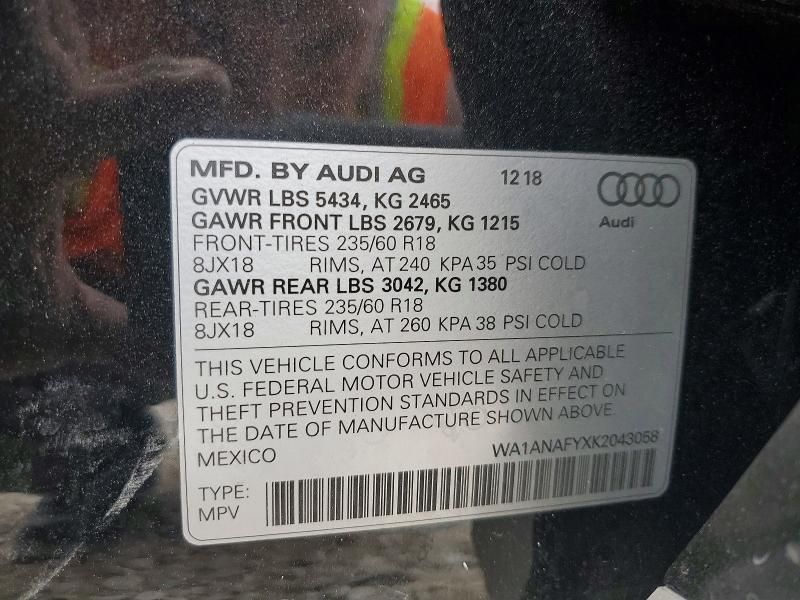 MFD. BY AUDI AG 12 18
GVWR LBS 5434, KG 2465
GAWR FRONT LBS 2679, KG 1215
Audi
FRONT-TIRES 235/60 R18
8JX18 RIMS, AT 240 KPA 35 PSI COLD
GAWR REAR LBS 3042, KG 1380
REAR-TIRES 235/60 R18
8JX18 RIMS, AT 260 KPA 38 PSI COLD
THIS VEHICLE CONFORMS TO ALL APPLICABLE
U.S. FEDERAL MOTOR VEHICLE SAFETY AND
THEFT PREVENTION STANDARDS IN EFFECT ON
THE DATE OF MANUFACTURE SHOWN ABOVE.
MEXICO WA1ANAFYXK2043058
TYPE:
MPV